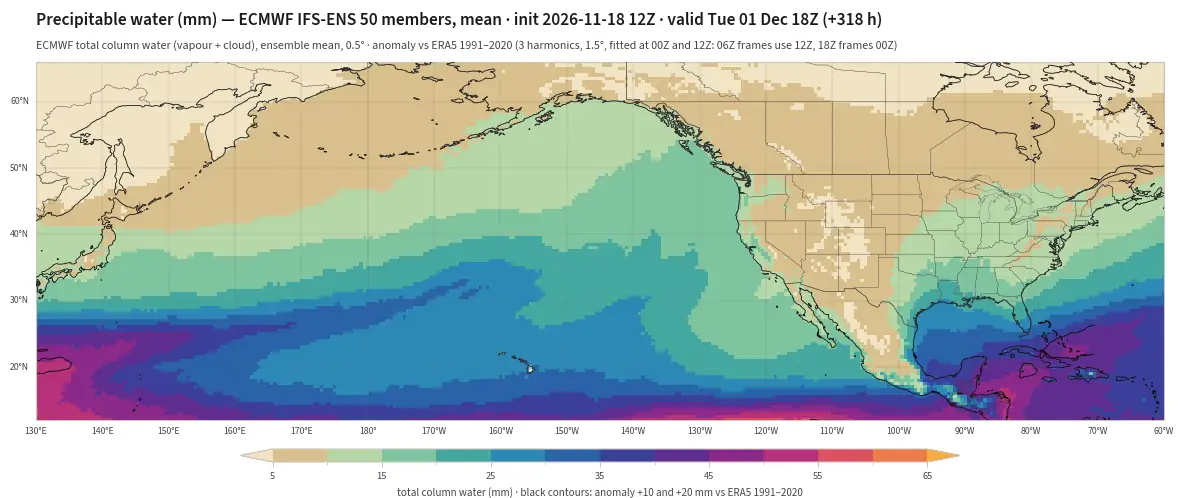 Precipitable water (mm) — ECMWF IFS-ENS 50 members, mean · init 2026-11-18 12Z · valid Tue 01 Dec 18Z (+318 h)
ECMWF total column water (vapour + cloud), ensemble mean, 0.5° · anomaly vs ERA5 1991–2020 (3 harmonics, 1.5°, fitted at 00Z and 12Z: 06Z frames use 12Z, 18Z frames 00Z)
60°N
50°N
40°N
30°N
20°N
130°E 140°E 150°E 160°E 170°E 180° 170°W 160°W 150°W 140°W 130°W 120°W 110°W 100°W 90°W 80°W 70°W 60°W
5 15 25 35 45 55 65
total column water (mm) · black contours: anomaly +10 and +20 mm vs ERA5 1991–2020